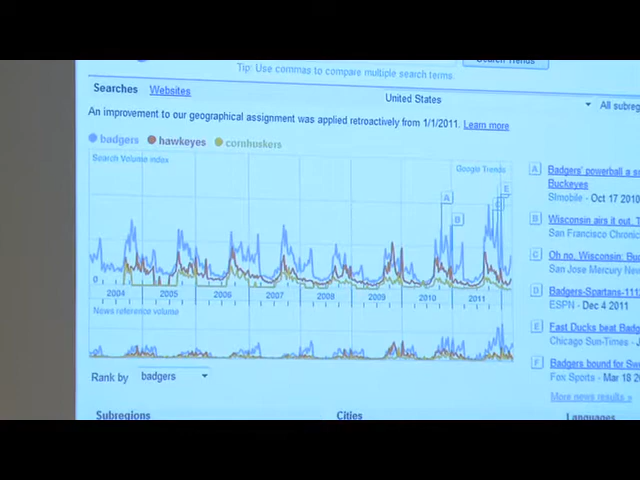 Search Trends
Tip: Use commas to compare multiple search terms.
Searches Websites
United States
All subreg
An improvement to our geographical assignment was applied retroactively from 1/1/2011. Learn more
badgers hawkeyes cornhuskers
Search Volume index
Google Trends
A
B
C
E
0
2004 2005 2006 2007 2008 2009 2010 2011
News reference volume
Rank by badgers
Subregions
Cities
Languages
A Badgers' powerball a s
Buckeyes
Slmobile - Oct 17 2010
B Wisconsin airs it out, T
San Francisco Chronic
C Oh no, Wisconsin: Bu
San Jose Mercury New
D Badgers-Spartans-111
ESPN - Dec 4 2011
E Fast Ducks beat Badg
Chicago Sun-Times - J
F Badgers bound for Sw
Fox Sports - Mar 18 2
More news results »